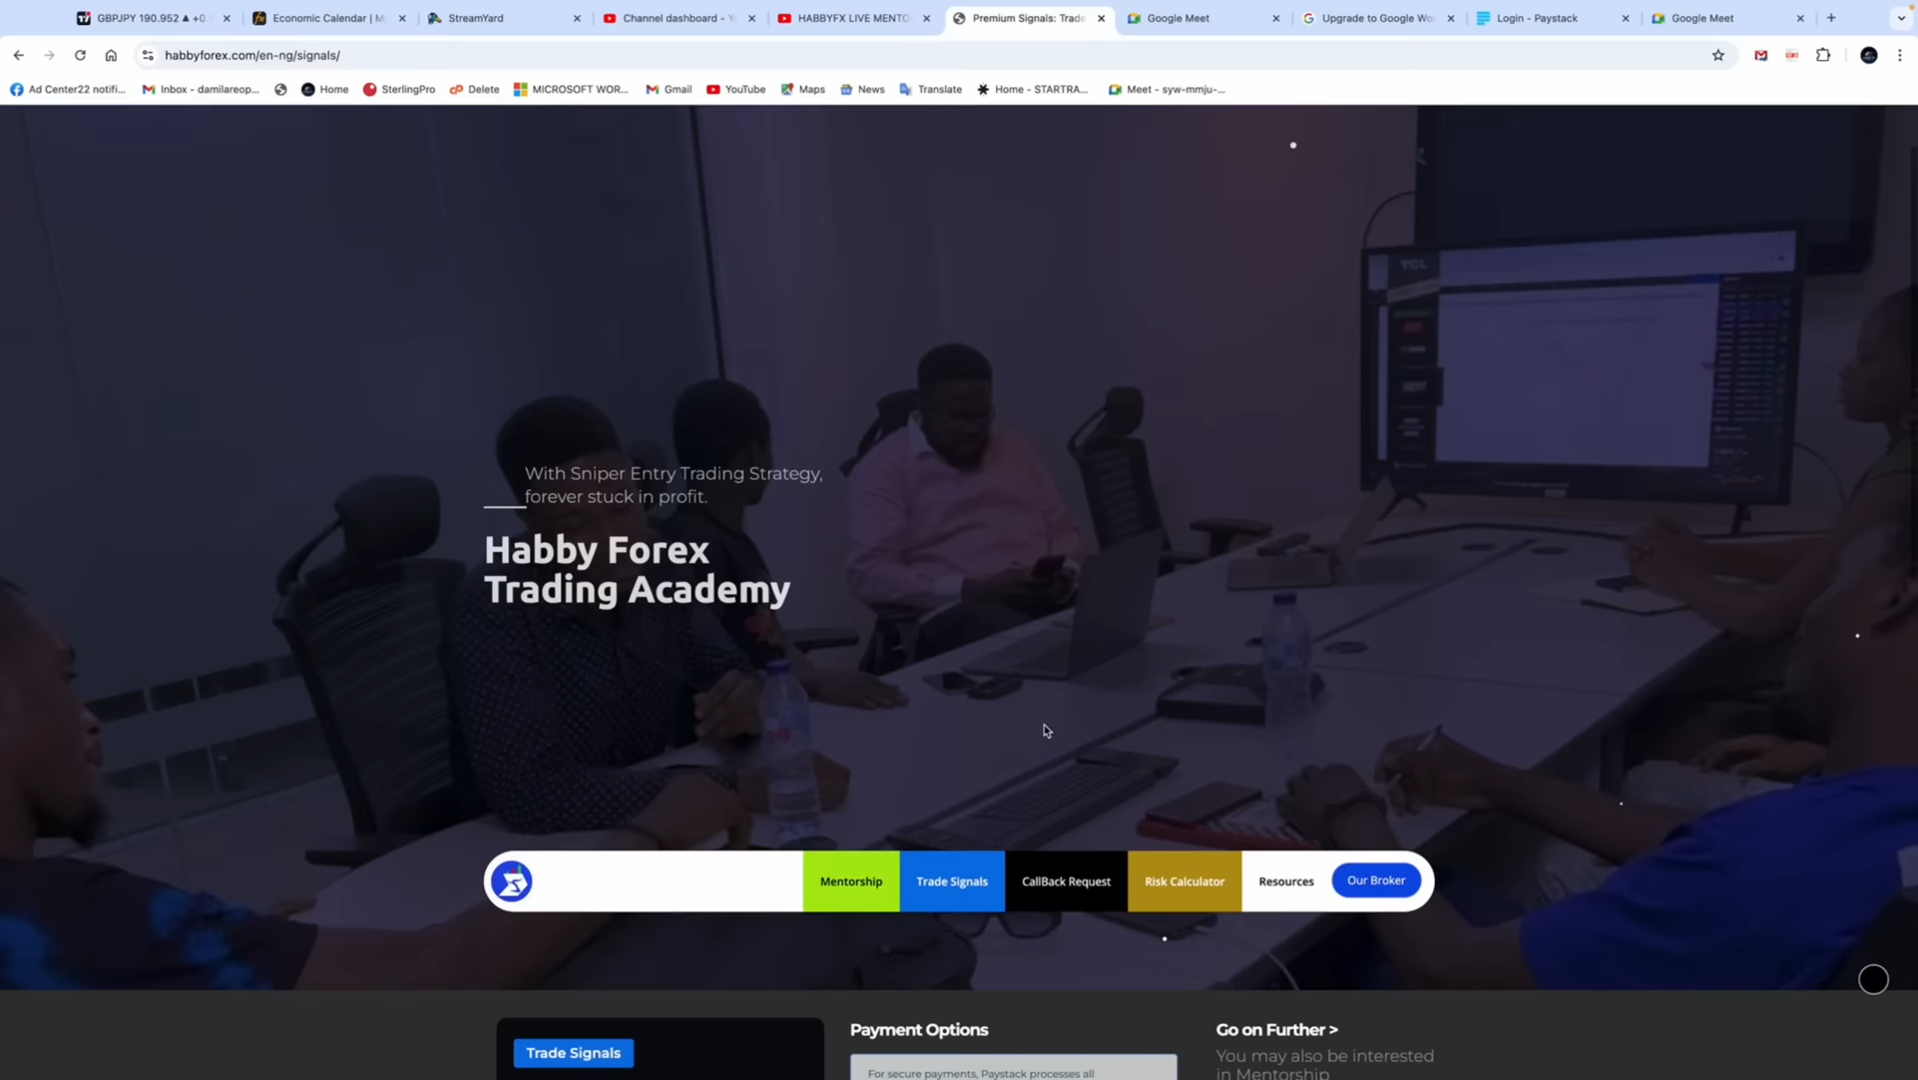 GBPJPY 190.952 ▲ +0.
Economic Calendar | M
StreamYard
Channel dashboard - Y
HABBYFX LIVE MENTO
Premium Signals: Trade
Google Meet
Upgrade to Google Wo
Login - Paystack
Google Meet
habbyforex.com/en-ng/signals/
Ad Center22 notifi...
Inbox - damilareop...
Home
SterlingPro
Delete
MICROSOFT WOR...
Gmail
YouTube
Maps
News
Translate
Home - STARTRA...
Meet - syw-mmju-...
TCL
With Sniper Entry Trading Strategy,
forever stuck in profit.
Habby Forex
Trading Academy
Mentorship
Trade Signals
CallBack Request
Risk Calculator
Resources
Our Broker
Trade Signals
Payment Options
For secure payments, Paystack processes all
Go on Further >
You may also be interested
in Mentorship